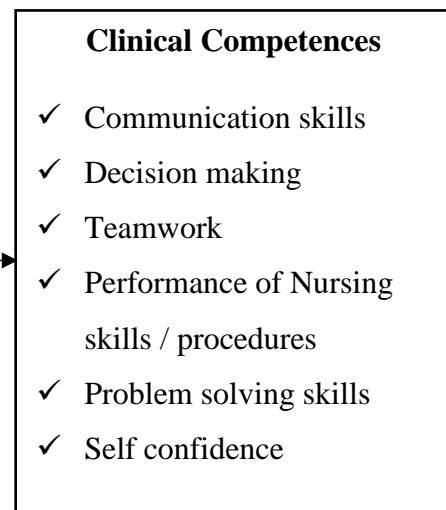 Clinical Competences
✓ Communication skills
✓ Decision making
✓ Teamwork
✓ Performance of Nursing
skills / procedures
✓ Problem solving skills
✓ Self confidence